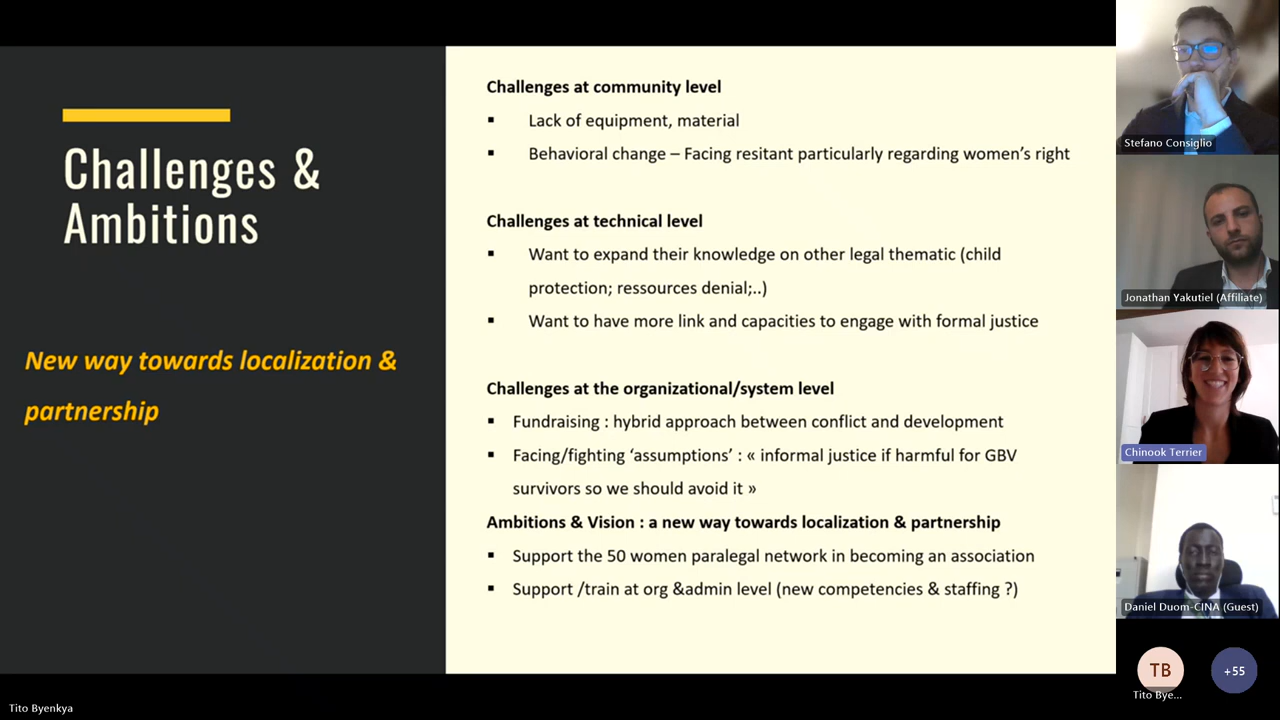 Challenges &
Ambitions
New way towards localization &
partnership
Challenges at community level
▪ Lack of equipment, material
▪ Behavioral change – Facing resitant particularly regarding women's right
Challenges at technical level
▪ Want to expand their knowledge on other legal thematic (child
protection; ressources denial;..)
▪ Want to have more link and capacities to engage with formal justice
Challenges at the organizational/system level
▪ Fundraising : hybrid approach between conflict and development
▪ Facing/fighting 'assumptions' : « informal justice if harmful for GBV
survivors so we should avoid it »
Ambitions & Vision : a new way towards localization & partnership
▪ Support the 50 women paralegal network in becoming an association
▪ Support /train at org &admin level (new competencies & staffing ?)
Stefano Consiglio
Jonathan Yakutiel (Affiliate)
Chinook Terrier
Daniel Duom-CINA (Guest)
TB
+55
Tito Bye...
Tito Byenkya